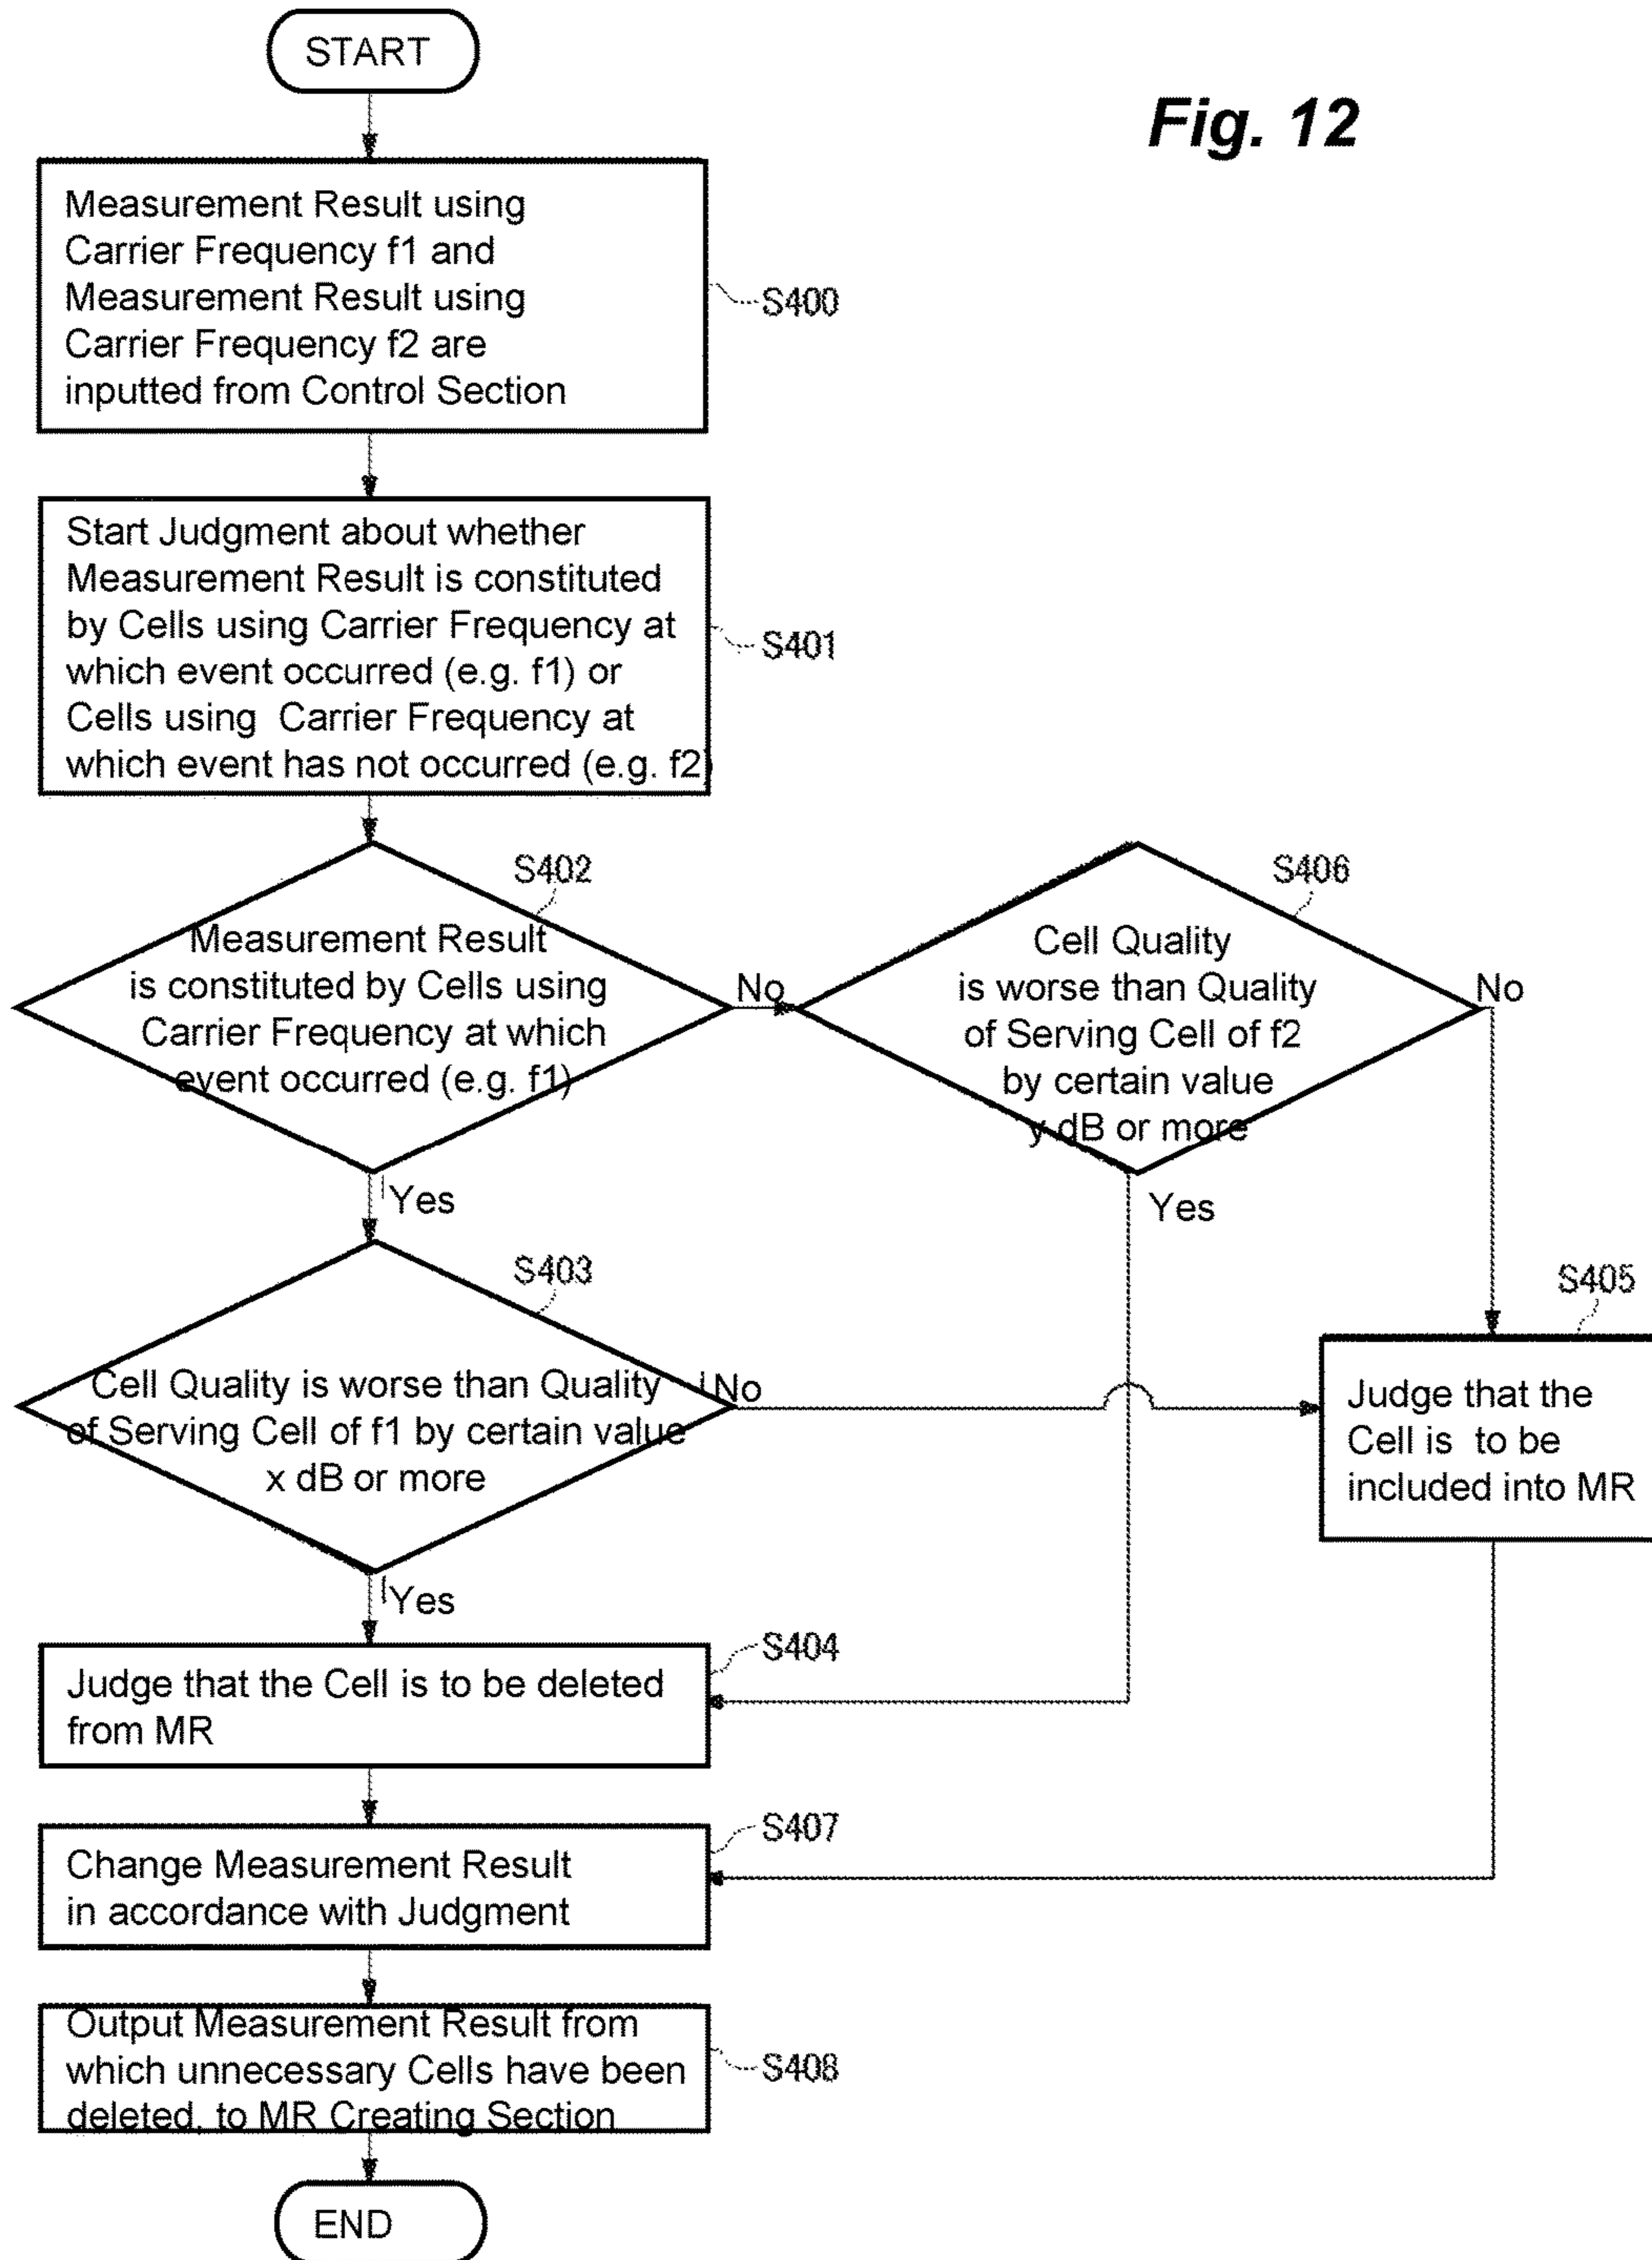 START
Fig. 12
Measurement Result using
Carrier Frequency f1 and
Measurement Result using
Carrier Frequency f2 are
inputted from Control Section
S400
Start Judgment about whether
Measurement Result is constituted
by Cells using Carrier Frequency at
which event occurred (e.g. f1) or
Cells using Carrier Frequency at
which event has not occurred (e.g. f2)
S401
S402
Measurement Result
is constituted by Cells using
Carrier Frequency at which
event occurred (e.g. f1)
No
Yes
S406
Cell Quality
is worse than Quality
of Serving Cell of f2
by certain value
y dB or more
No
Yes
S403
Cell Quality is worse than Quality
of Serving Cell of f1 by certain value
x dB or more
No
Yes
S405
Judge that the
Cell is to be
included into MR
S404
Judge that the Cell is to be deleted
from MR
S407
Change Measurement Result
in accordance with Judgment
Output Measurement Result from
which unnecessary Cells have been
deleted, to MR Creating Section
S408
END